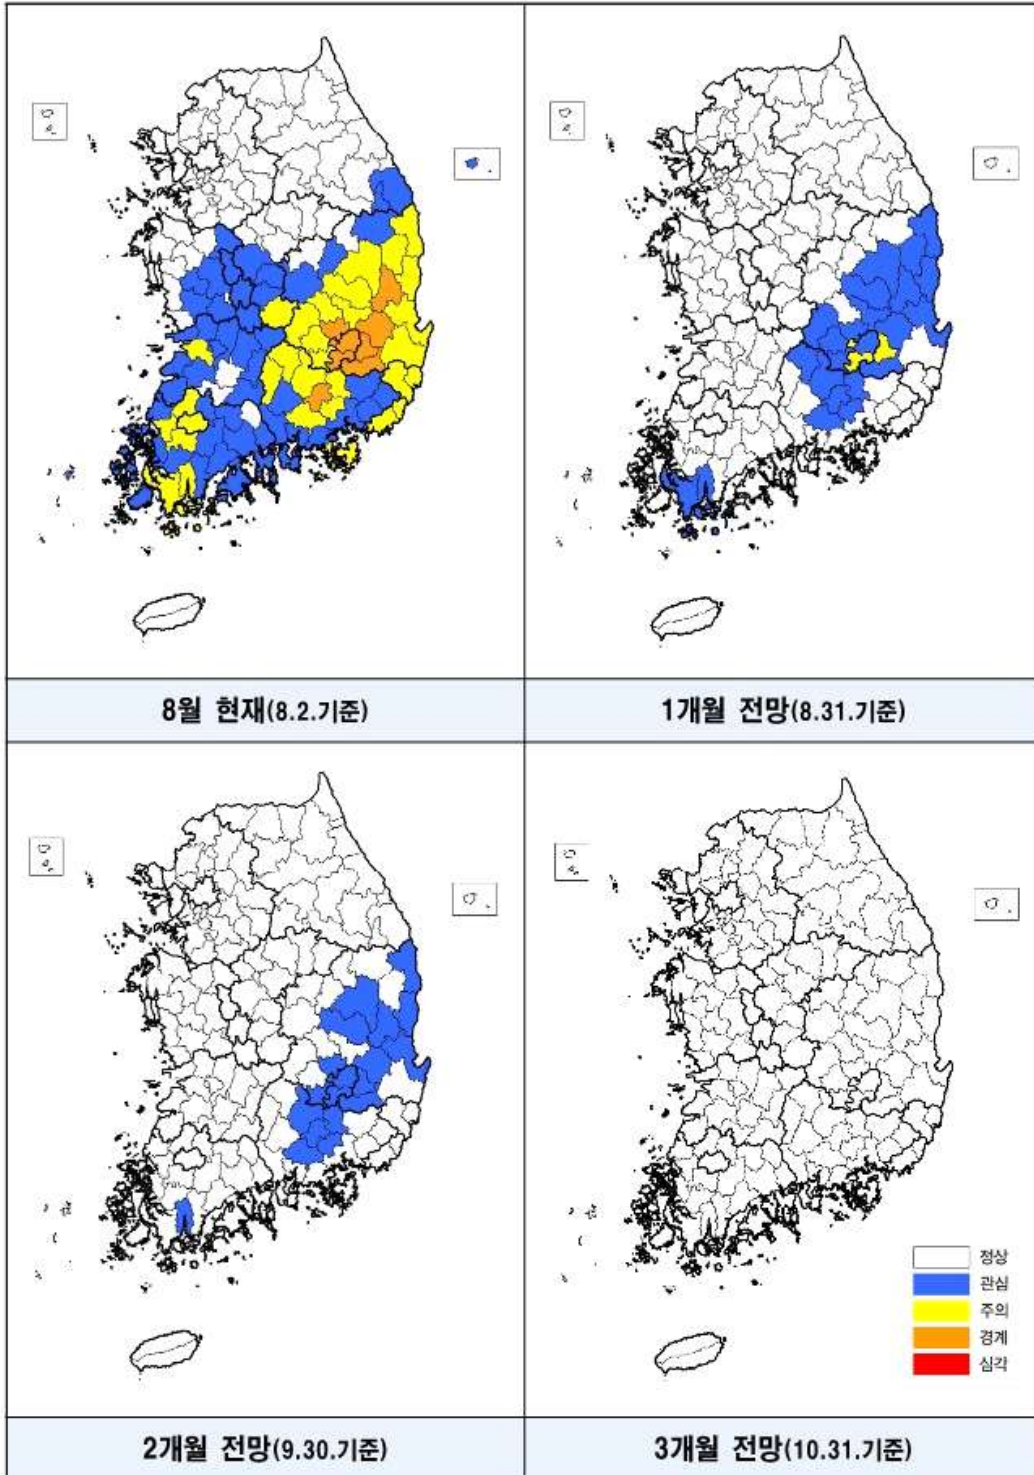 8월 현재(8.2.기준)
1개월 전망(8.31.기준)
정상
관심
주의
경계
심각
2개월 전망(9.30.기준)
3개월 전망(10.31.기준)